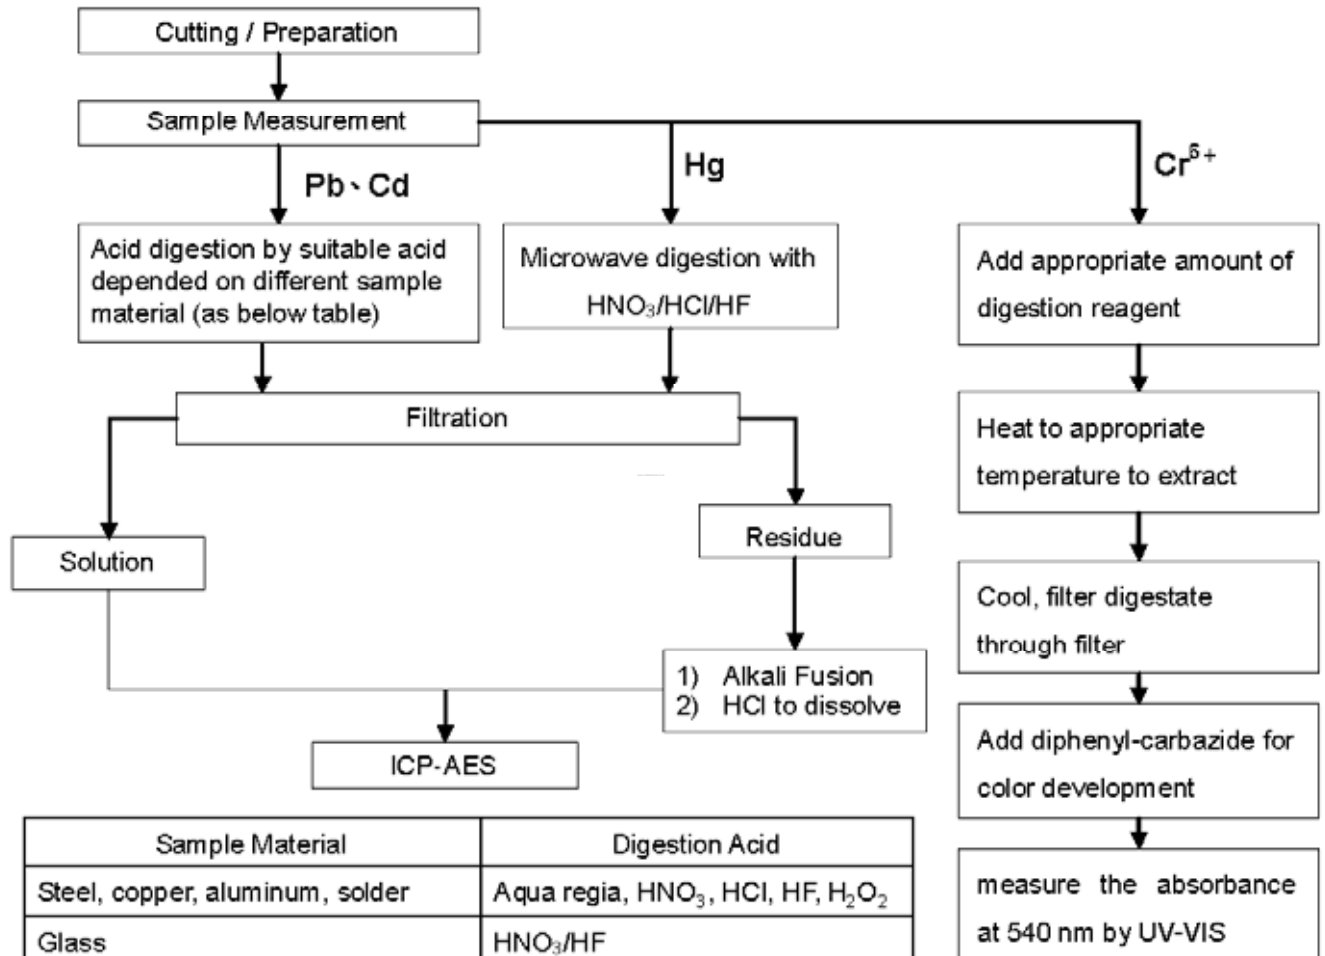 Cutting / Preparation
Sample Measurement
Pb、Cd
Hg
Cr⁶⁺
Acid digestion by suitable acid
depended on different sample
material (as below table)
Microwave digestion with
HNO₃/HCl/HF
Add appropriate amount of
digestion reagent
Filtration
Heat to appropriate
temperature to extract
Solution
Residue
Cool, filter digestate
through filter
1) Alkali Fusion
2) HCl to dissolve
ICP-AES
Add diphenyl-carbazide for
color development
measure the absorbance
at 540 nm by UV-VIS
Sample Material Digestion Acid
Steel, copper, aluminum, solder Aqua regia, HNO₃, HCl, HF, H₂O₂
Glass HNO₃/HF